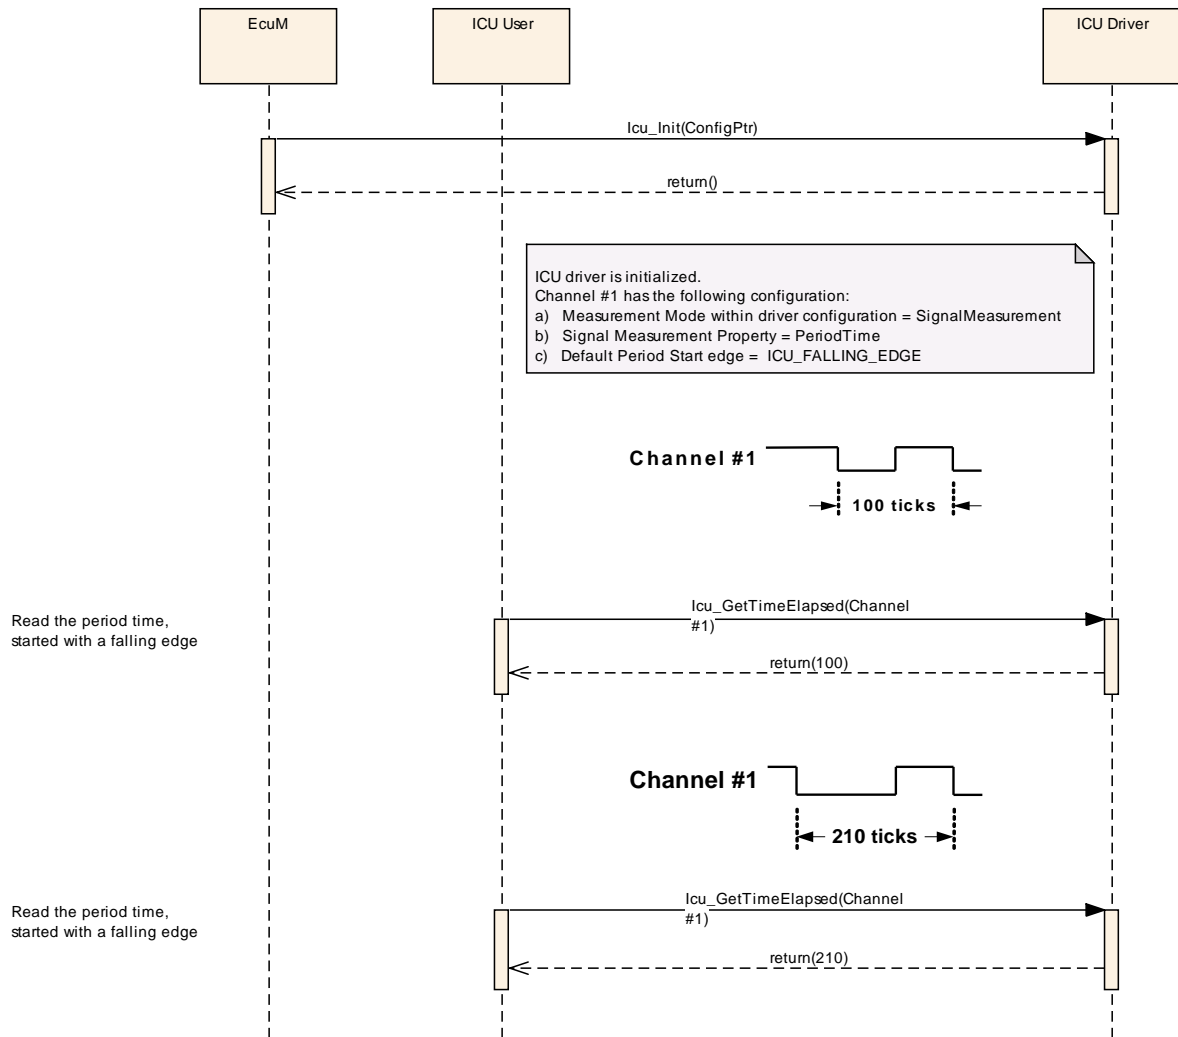 EcuM
ICU User
ICU Driver
Icu_Init(ConfigPtr)
return()
ICU driver is initialized.
Channel #1 has the following configuration:
a) Measurement Mode within driver configuration = SignalMeasurement
b) Signal Measurement Property = PeriodTime
c) Default Period Start edge = ICU_FALLING_EDGE
Channel #1
100 ticks
Read the period time,
started with a falling edge
Icu_GetTimeElapsed(Channel
#1)
return(100)
Channel #1
210 ticks
Read the period time,
started with a falling edge
Icu_GetTimeElapsed(Channel
#1)
return(210)